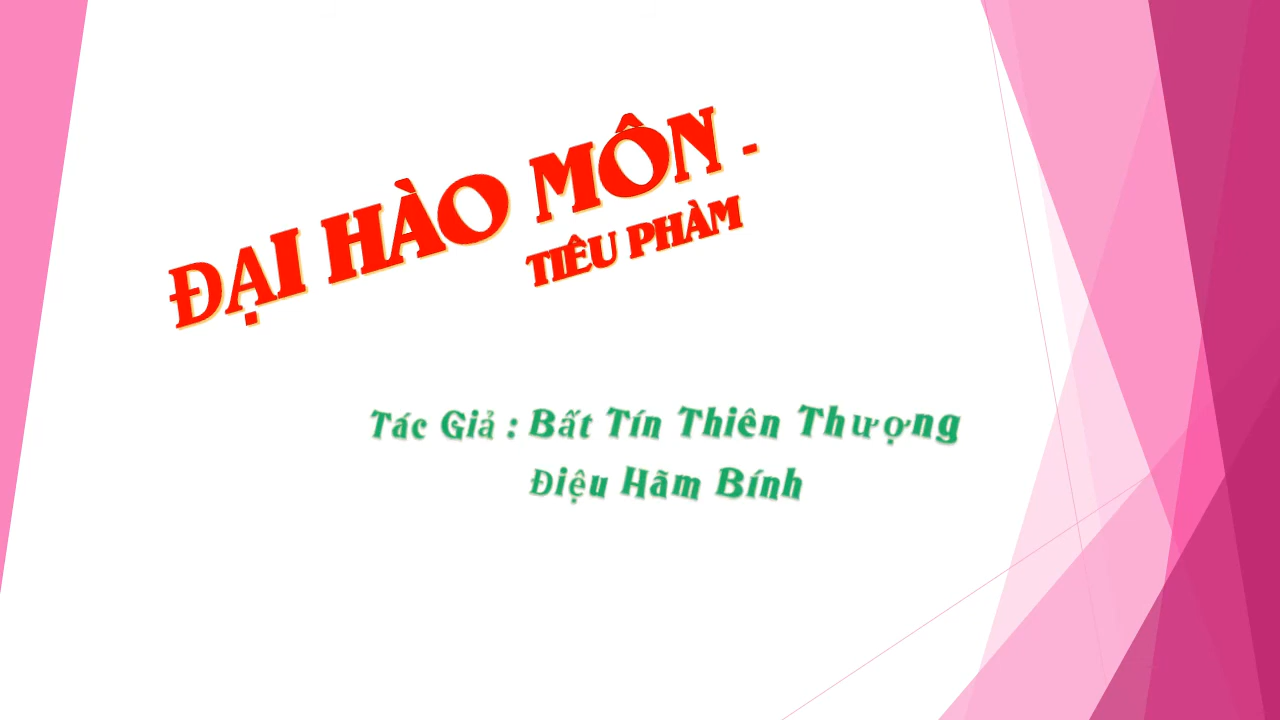 ĐẠI HÀO MÔN -
TIÊU PHÀM
Tác Giả : Bất Tín Thiên Thượng
Điệu Hãm Bính